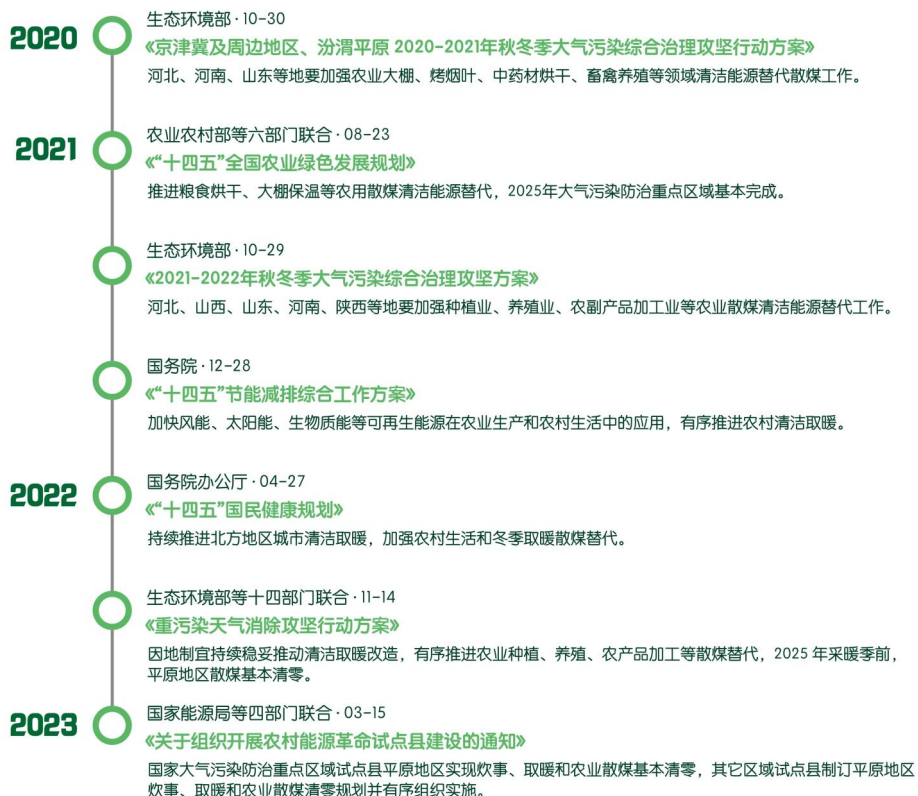 2020
生态环境部 · 10-30
《京津冀及周边地区、汾渭平原 2020-2021年秋冬季大气污染综合治理攻坚行动方案》
河北、河南、山东等地要加强农业大棚、烤烟叶、中药材烘干、畜禽养殖等领域清洁能源替代散煤工作。
2021
农业农村部等六部门联合 · 08-23
《“十四五”全国农业绿色发展规划》
推进粮食烘干、大棚保温等农用散煤清洁能源替代，2025年大气污染防治重点区域基本完成。
生态环境部 · 10-29
《2021-2022年秋冬季大气污染综合治理攻坚方案》
河北、山西、山东、河南、陕西等地要加强种植业、养殖业、农副产品加工业等农业散煤清洁能源替代工作。
国务院 · 12-28
《“十四五”节能减排综合工作方案》
加快风能、太阳能、生物质能等可再生能源在农业生产和农村生活中的应用，有序推进农村清洁取暖。
2022
国务院办公厅 · 04-27
《“十四五”国民健康规划》
持续推进北方地区城市清洁取暖，加强农村生活和冬季取暖散煤替代。
生态环境部等十四部门联合 · 11-14
《重污染天气消除攻坚行动方案》
因地制宜持续稳妥推动清洁取暖改造，有序推进农业种植、养殖、农产品加工等散煤替代，2025 年采暖季前，
平原地区散煤基本清零。
2023
国家能源局等四部门联合 · 03-15
《关于组织开展农村能源革命试点县建设的通知》
国家大气污染防治重点区域试点县平原地区实现炊事、取暖和农业散煤基本清零，其它区域试点县制订平原地区
炊事、取暖和农业散煤清零规划并有序组织实施。